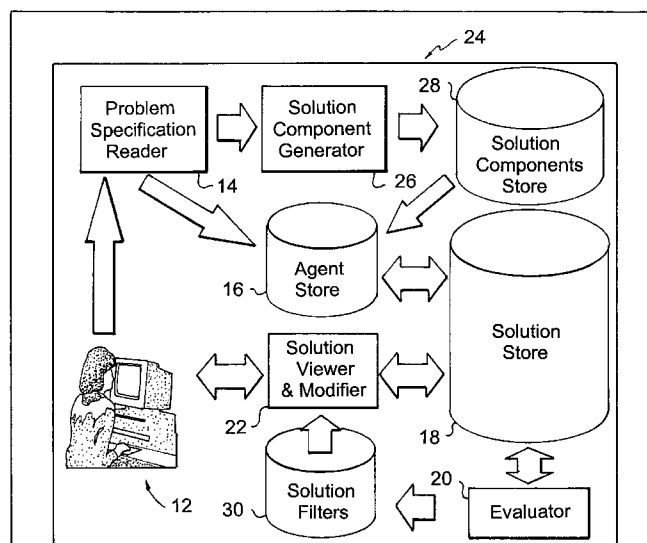 24
Problem
Specification
Reader
14
Solution
Component
Generator
26
28
Solution
Components
Store
Agent
Store
16
Solution
Store
18
Solution
Viewer
& Modifier
22
12
Solution
Filters
30
20
Evaluator